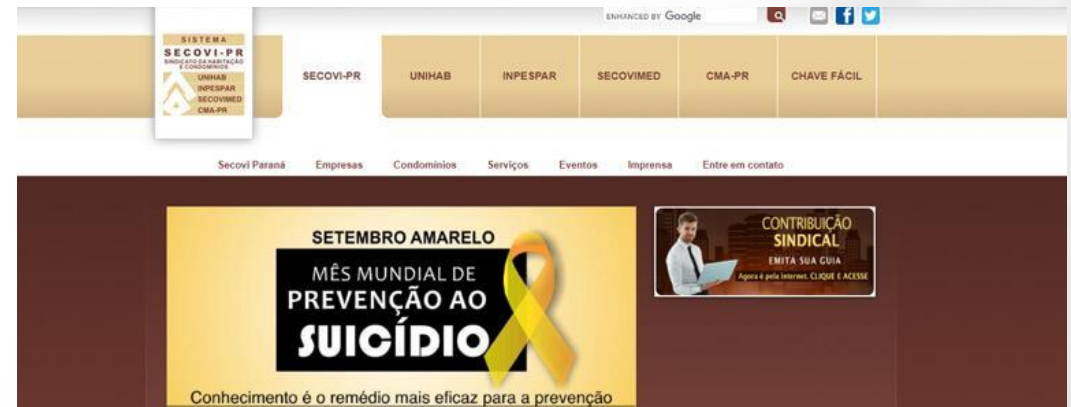 ENHANCED BY Google
SISTEMA
SECOVI-PR
SINDICATO DA HABITAÇÃO
E CONDOMÍNIOS
UNIHAB
INPESPAR
SECOVIMED
CMA-PR
SECOVI-PR
UNIHAB
INPESPAR
SECOVIMED
CMA-PR
CHAVE FÁCIL
Secovi Paraná
Empresas
Condomínios
Serviços
Eventos
Imprensa
Entre em contato
SETEMBRO AMARELO
MÊS MUNDIAL DE
PREVENÇÃO AO
SUICÍDIO
Conhecimento é o remédio mais eficaz para a prevenção
CONTRIBUIÇÃO
SINDICAL
EMITA SUA GUIA
Agora é pela internet. CLIQUE E ACESSE